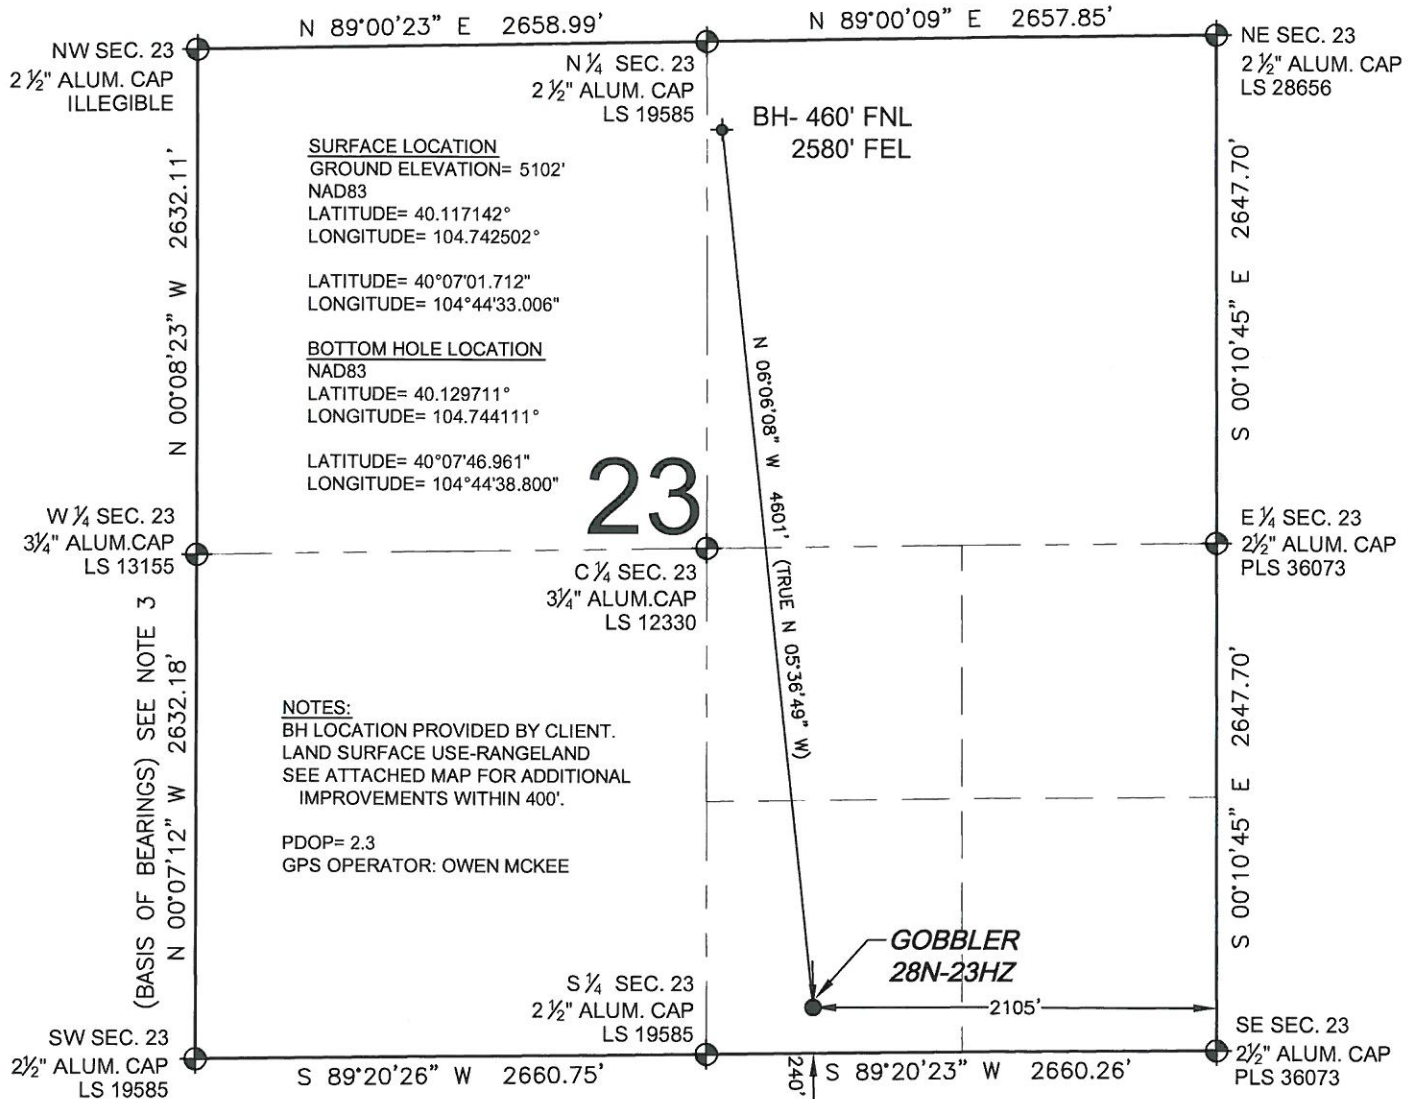 N 89°00'23" E 2658.99'
N 89°00'09" E 2657.85'
NW SEC. 23
2 ½" ALUM. CAP
ILLEGIBLE
N ¼ SEC. 23
2 ½" ALUM. CAP
LS 19585
NE SEC. 23
2 ½" ALUM. CAP
LS 28656
BH- 460' FNL
2580' FEL
SURFACE LOCATION
GROUND ELEVATION= 5102'
NAD83
LATITUDE= 40.117142°
LONGITUDE= 104.742502°
LATITUDE= 40°07'01.712"
LONGITUDE= 104°44'33.006"
BOTTOM HOLE LOCATION
NAD83
LATITUDE= 40.129711°
LONGITUDE= 104.744111°
LATITUDE= 40°07'46.961"
LONGITUDE= 104°44'38.800"
N 00°08'23" W 2632.11'
S 00°10'45" E 2647.70'
23
N 06°06'08" W 4601' (TRUE N 05°36'49" W)
W ¼ SEC. 23
3¼" ALUM.CAP
LS 13155
C ¼ SEC. 23
3¼" ALUM.CAP
LS 12330
E ¼ SEC. 23
2½" ALUM. CAP
PLS 36073
(BASIS OF BEARINGS) SEE NOTE 3
N 00°07'12" W 2632.18'
S 00°10'45" E 2647.70'
NOTES:
BH LOCATION PROVIDED BY CLIENT.
LAND SURFACE USE-RANGELAND
SEE ATTACHED MAP FOR ADDITIONAL
IMPROVEMENTS WITHIN 400'.
PDOP= 2.3
GPS OPERATOR: OWEN MCKEE
GOBBLER
28N-23HZ
2105'
S ¼ SEC. 23
2 ½" ALUM. CAP
LS 19585
SW SEC. 23
2½" ALUM. CAP
LS 19585
SE SEC. 23
2½" ALUM. CAP
PLS 36073
S 89°20'26" W 2660.75'
240'
S 89°20'23" W 2660.26'